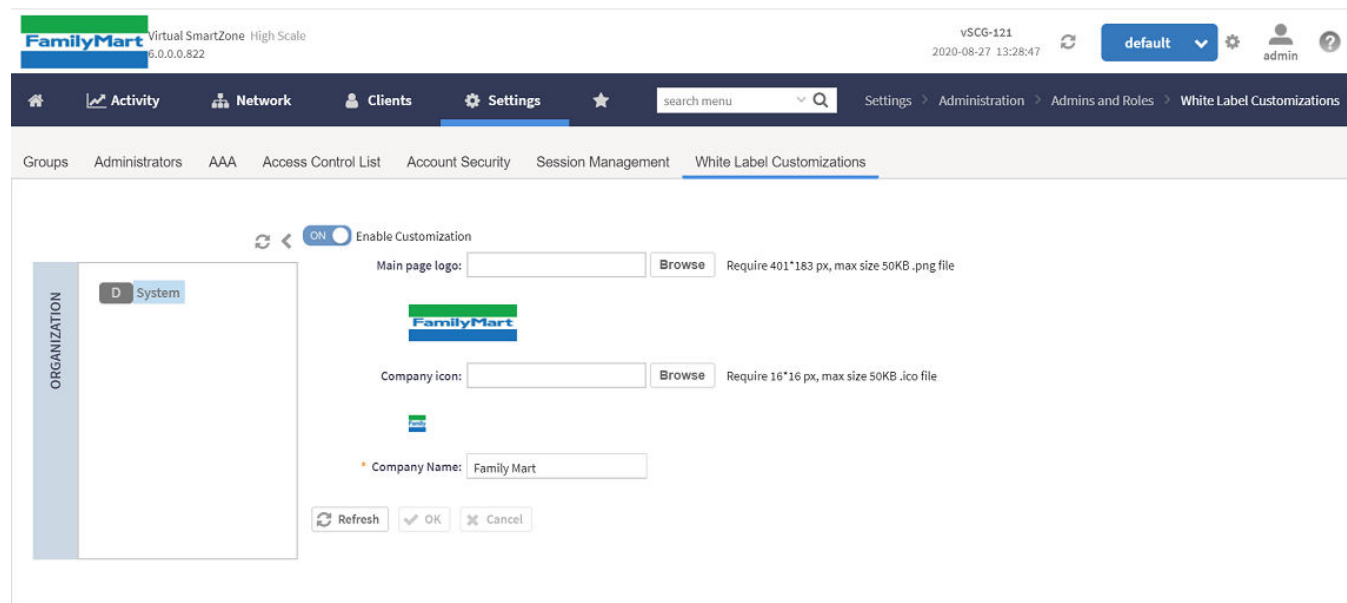 FamilyMart
Virtual SmartZone High Scale
6.0.0.0.822
vSCG-121
2020-08-27 13:28:47
default
admin
?
Activity Network Clients Settings search menu Settings > Administration > Admins and Roles > White Label Customizations
Groups Administrators AAA Access Control List Account Security Session Management White Label Customizations
ON Enable Customization
Main page logo: Browse Require 401*183 px, max size 50KB .png file
ORGANIZATION
D System
FamilyMart
Company icon: Browse Require 16*16 px, max size 50KB .ico file
Family
* Company Name: Family Mart
Refresh OK Cancel